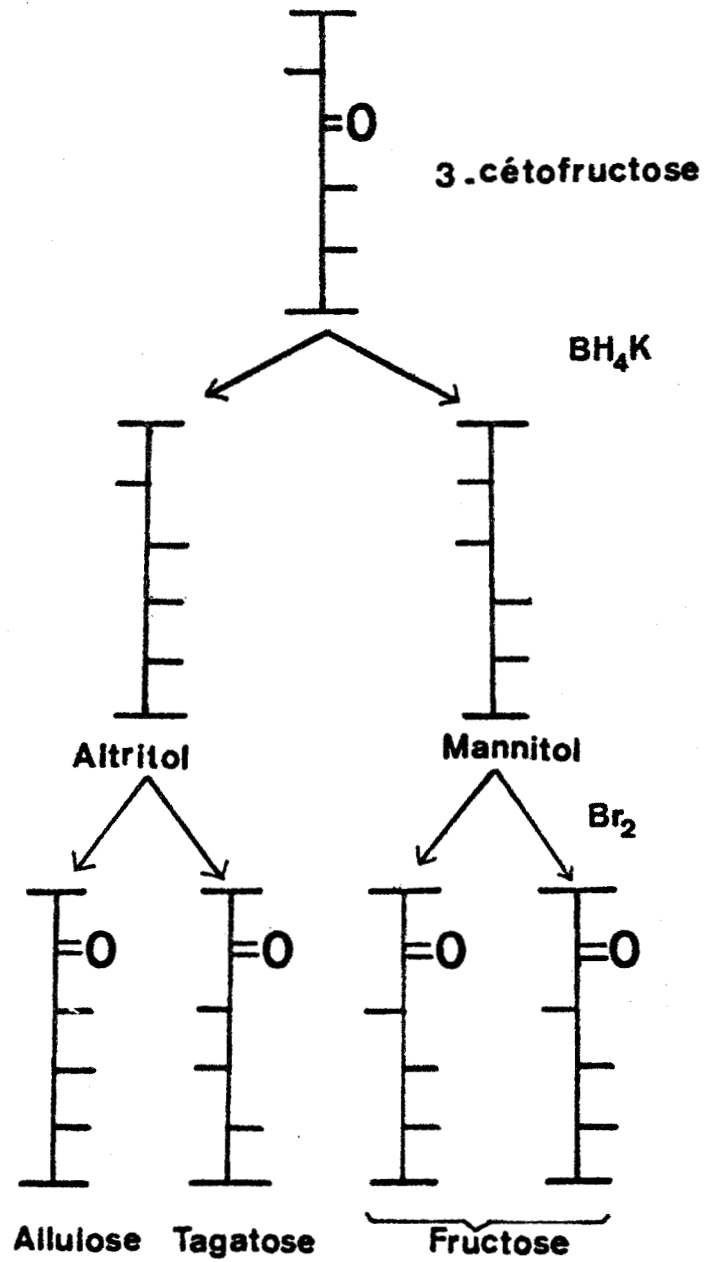 =O
3.cétofructose
BH₄K
Altritol
Mannitol
Br₂
=O =O =O =O
Allulose Tagatose Fructose